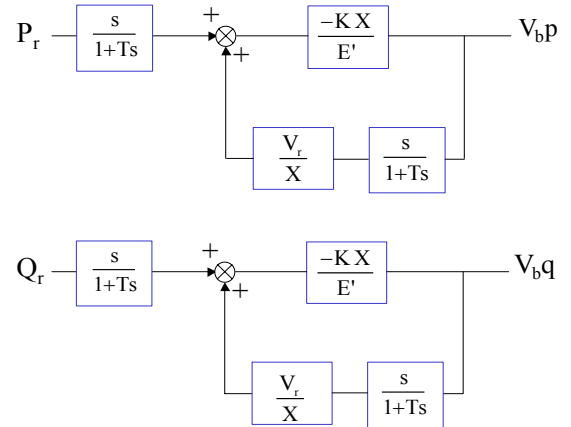 P_r s/(1+Ts) + + −K X/E' V_b p
V_r/X s/(1+Ts)
Q_r s/(1+Ts) + + −K X/E' V_b q
V_r/X s/(1+Ts)